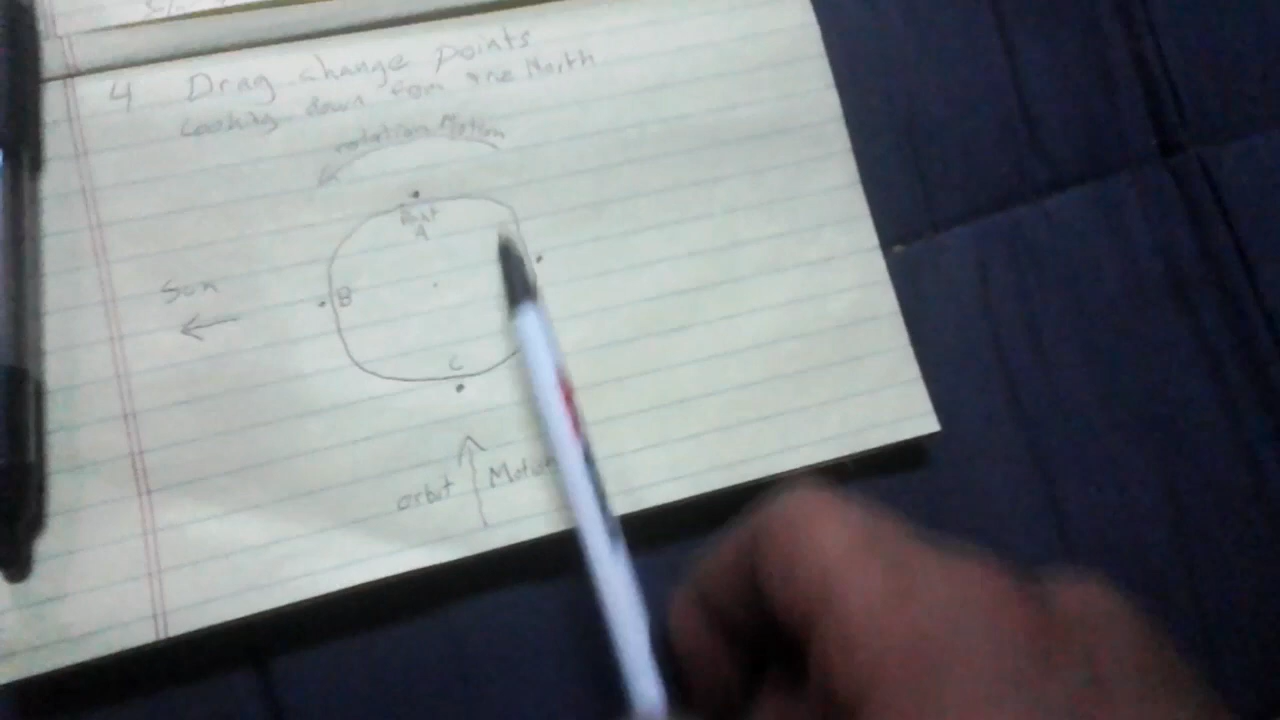 4 Drag change points
Looking down from the North
rotation Motion
A
Sun
B
C
orbit Motion